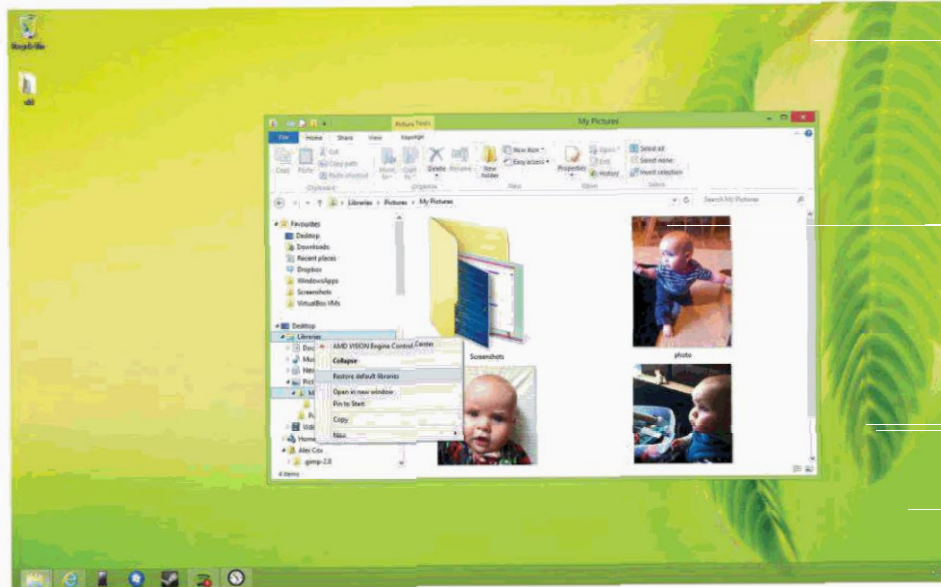 Recycle Bin
x86
Picture Tools
My Pictures
File Home Share View Manage
Cut
Copy path
Paste shortcut
Copy Paste
Move to Copy to Delete Rename
New folder
New item
Easy access
Properties
Open
Edit
History
Select all
Select none
Invert selection
Clipboard Organise New Open Select
Libraries Pictures My Pictures
Search My Pictures
Favourites
Desktop
Downloads
Recent places
Dropbox
WindowsApps
Screenshots
VirtualBox VMs
Desktop
Libraries
AMD VISION Engine Control Center
Collapse
Restore default libraries
Open in new window
Pin to Start
Copy
New
Alex Cox
.gimp-2.8
4 items
Screenshots
photo